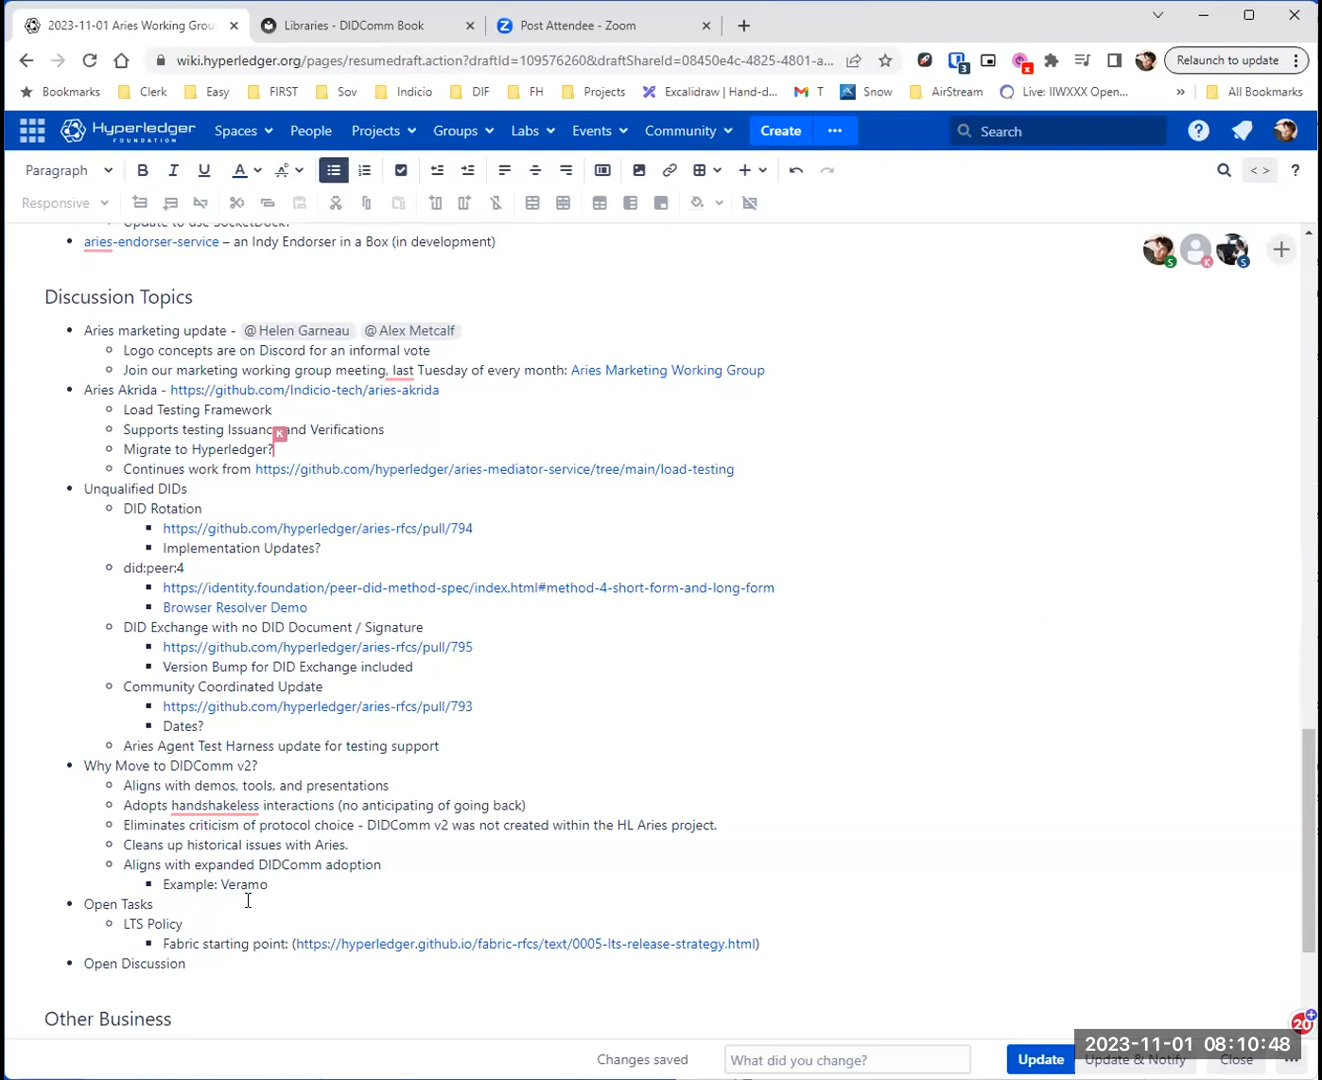 2023-11-01 Aries Working Grou
Libraries - DIDComm Book
Post Attendee - Zoom
wiki.hyperledger.org/pages/resumedraft.action?draftId=109576260&draftShareId=08450e4c-4825-4801-a...
3
Relaunch to update
Bookmarks
Clerk
Easy
FIRST
Sov
Indicio
DIF
FH
Projects
Excalidraw | Hand-d...
T
Snow
AirStream
Live: IIWXXX Open...
»
All Bookmarks
HYPERLEDGER
FOUNDATION
Spaces
People
Projects
Groups
Labs
Events
Community
Create
...
Search
Paragraph
B I U A
< >
?
Responsive
Update to use SocketDock?
aries-endorser-service – an Indy Endorser in a Box (in development)
S
K
S
Discussion Topics
Aries marketing update - @Helen Garneau @Alex Metcalf
Logo concepts are on Discord for an informal vote
Join our marketing working group meeting, last Tuesday of every month: Aries Marketing Working Group
Aries Akrida - https://github.com/Indicio-tech/aries-akrida
Load Testing Framework
Supports testing Issuance and Verifications
K
Migrate to Hyperledger?
Continues work from https://github.com/hyperledger/aries-mediator-service/tree/main/load-testing
Unqualified DIDs
DID Rotation
https://github.com/hyperledger/aries-rfcs/pull/794
Implementation Updates?
did:peer:4
https://identity.foundation/peer-did-method-spec/index.html#method-4-short-form-and-long-form
Browser Resolver Demo
DID Exchange with no DID Document / Signature
https://github.com/hyperledger/aries-rfcs/pull/795
Version Bump for DID Exchange included
Community Coordinated Update
https://github.com/hyperledger/aries-rfcs/pull/793
Dates?
Aries Agent Test Harness update for testing support
Why Move to DIDComm v2?
Aligns with demos, tools, and presentations
Adopts handshakeless interactions (no anticipating of going back)
Eliminates criticism of protocol choice - DIDComm v2 was not created within the HL Aries project.
Cleans up historical issues with Aries.
Aligns with expanded DIDComm adoption
Example: Veramo
Open Tasks
LTS Policy
Fabric starting point: (https://hyperledger.github.io/fabric-rfcs/text/0005-lts-release-strategy.html)
Open Discussion
Other Business
20
Changes saved
What did you change?
Update
Update & Notify
Close
...
2023-11-01 08:10:48